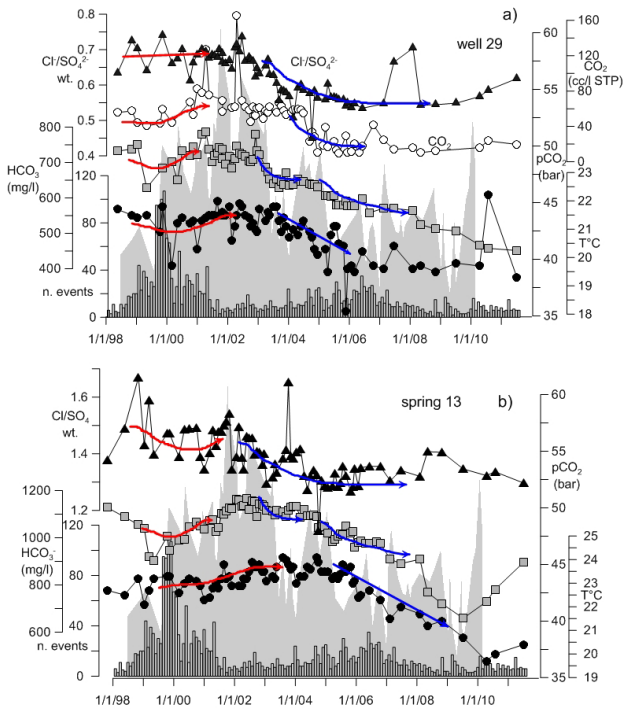 a)
well 29
0.8
0.7
0.6
0.5
0.4
Cl-/SO42-
wt.
Cl-/SO42-
CO2
60
55
50
45
40
35
pCO2
(bar)
160
120
80
40
0
CO2
(cc/l STP)
800
700
600
500
400
HCO3-
(mg/l)
120
80
40
0
n. events
23
22
21
20
19
18
T°C
1/1/98
1/1/00
1/1/02
1/1/04
1/1/06
1/1/08
1/1/10
b)
spring 13
1.6
1.4
1.2
Cl/SO4
wt.
60
55
50
45
40
35
pCO2
(bar)
1200
1000
800
600
HCO3-
(mg/l)
120
80
40
0
n. events
25
24
23
22
21
20
19
T°C
1/1/98
1/1/00
1/1/02
1/1/04
1/1/06
1/1/08
1/1/10